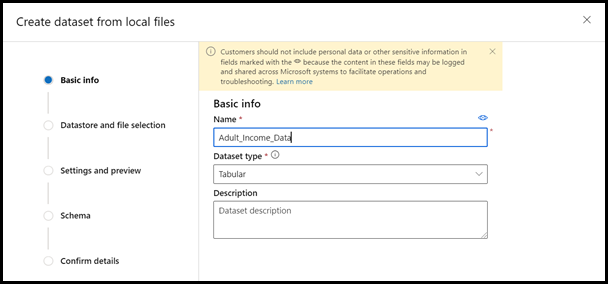 Create dataset from local files
Customers should not include personal data or other sensitive information in
fields marked with the because the content in these fields may be logged
and shared across Microsoft systems to facilitate operations and
troubleshooting. Learn more
Basic info
Datastore and file selection
Settings and preview
Schema
Confirm details
Basic info
Name *
Adult_Income_Data
*
Dataset type *
Tabular
Description
Dataset description